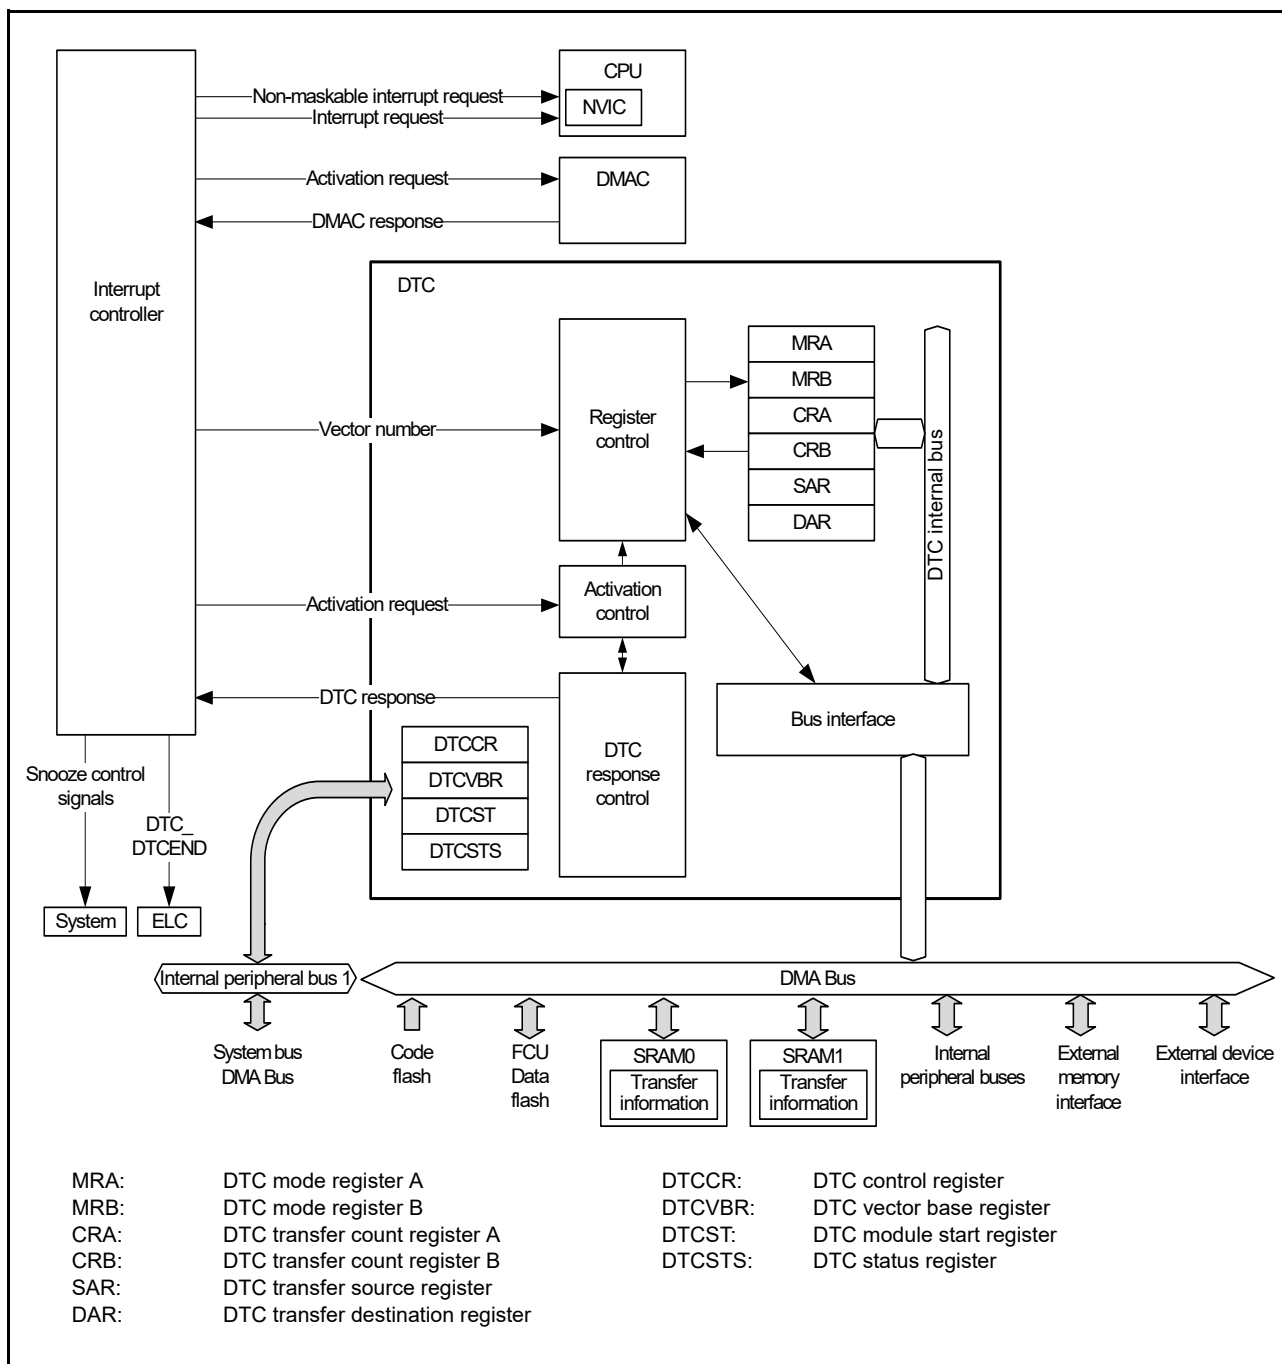 CPU
NVIC
Non-maskable interrupt request
Interrupt request
Activation request
DMAC
DMAC response
Interrupt
controller
DTC
MRA
MRB
CRA
CRB
SAR
DAR
Register
control
Vector number
DTC internal bus
Activation
control
Activation request
DTC response
Bus interface
DTCCR
DTCVBR
DTCST
DTCSTS
DTC
response
control
Snooze control
signals
DTC_
DTCEND
System
ELC
Internal peripheral bus 1
DMA Bus
System bus
DMA Bus
Code
flash
FCU
Data
flash
SRAM0
Transfer
information
SRAM1
Transfer
information
Internal
peripheral buses
External
memory
interface
External device
interface
MRA: DTC mode register A
MRB: DTC mode register B
CRA: DTC transfer count register A
CRB: DTC transfer count register B
SAR: DTC transfer source register
DAR: DTC transfer destination register
DTCCR: DTC control register
DTCVBR: DTC vector base register
DTCST: DTC module start register
DTCSTS: DTC status register